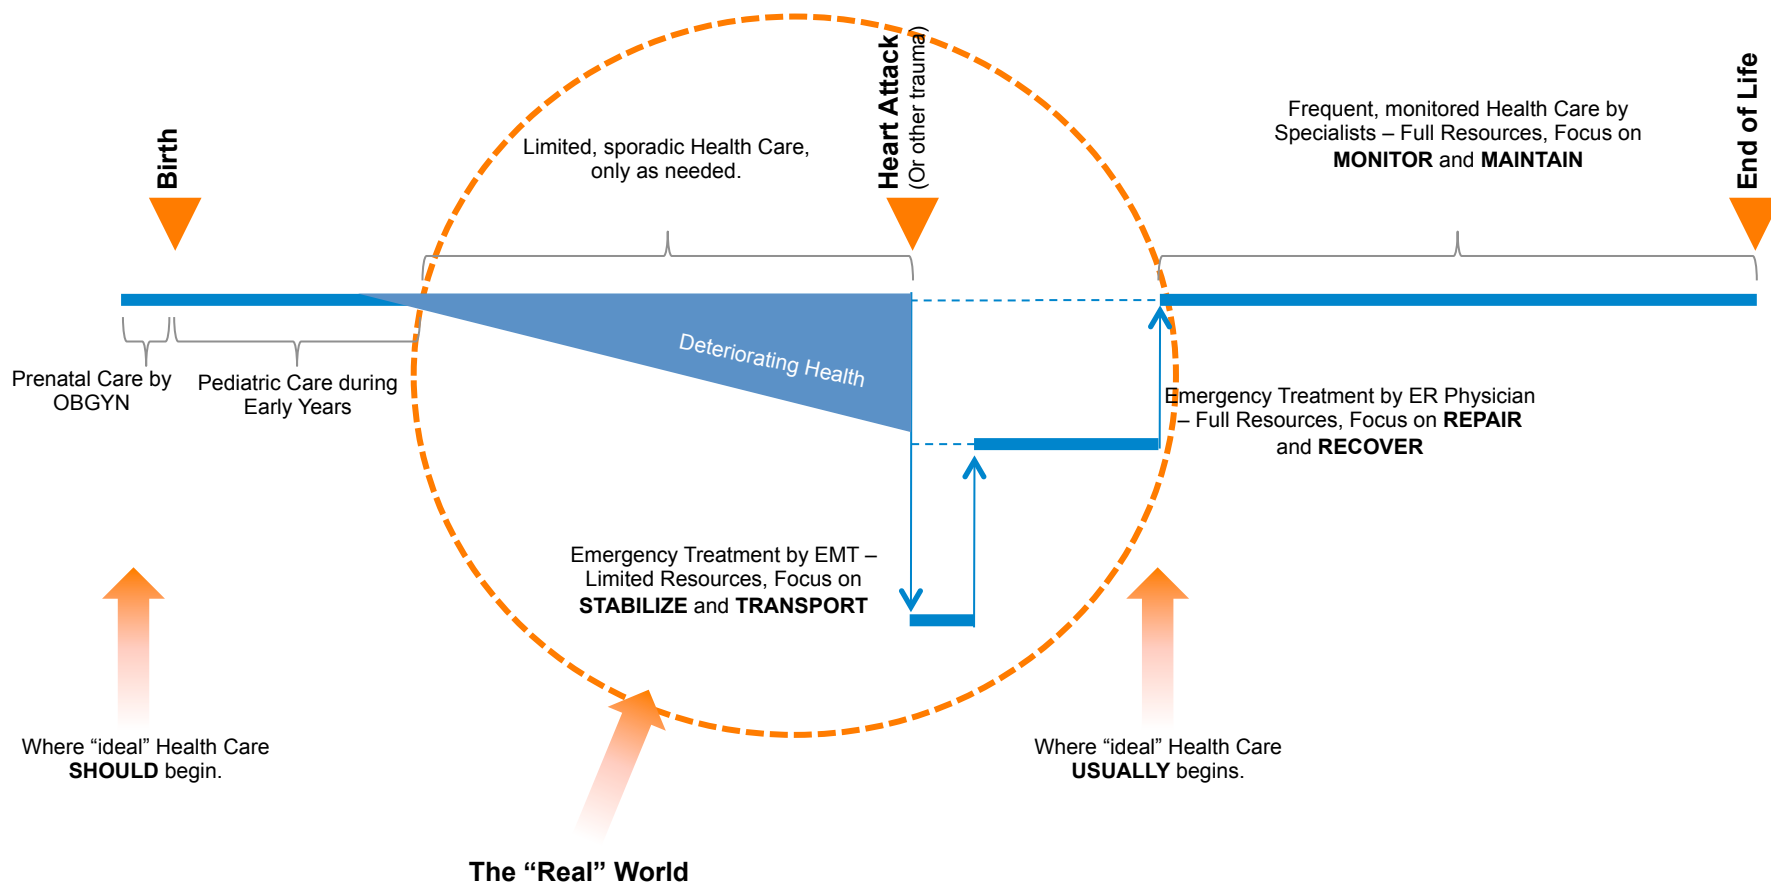 Birth
Heart Attack
(Or other trauma)
End of Life
Limited, sporadic Health Care,
only as needed.
Frequent, monitored Health Care by
Specialists – Full Resources, Focus on
MONITOR and MAINTAIN
Deteriorating Health
Prenatal Care by
OBGYN
Pediatric Care during
Early Years
Emergency Treatment by ER Physician
– Full Resources, Focus on REPAIR
and RECOVER
Emergency Treatment by EMT –
Limited Resources, Focus on
STABILIZE and TRANSPORT
Where “ideal” Health Care
SHOULD begin.
Where “ideal” Health Care
USUALLY begins.
The “Real” World